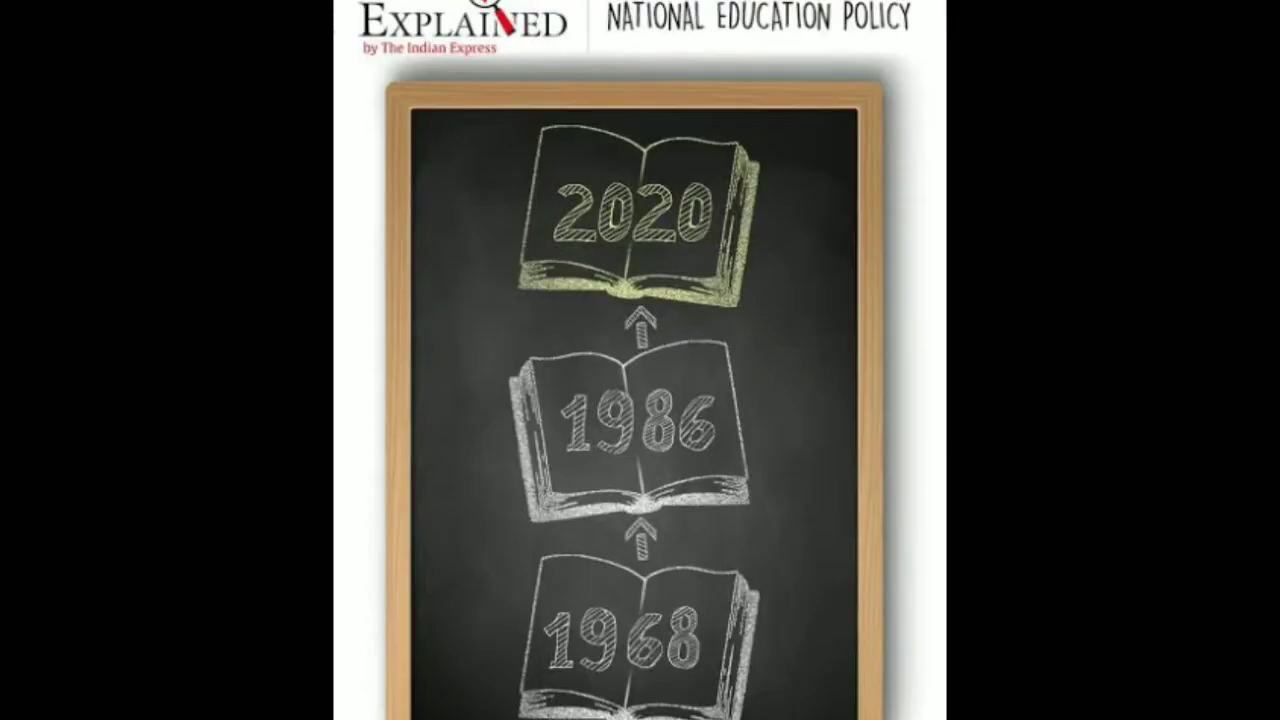 EXPLAINED
by The Indian Express
NATIONAL EDUCATION POLICY
2020
1986
1968